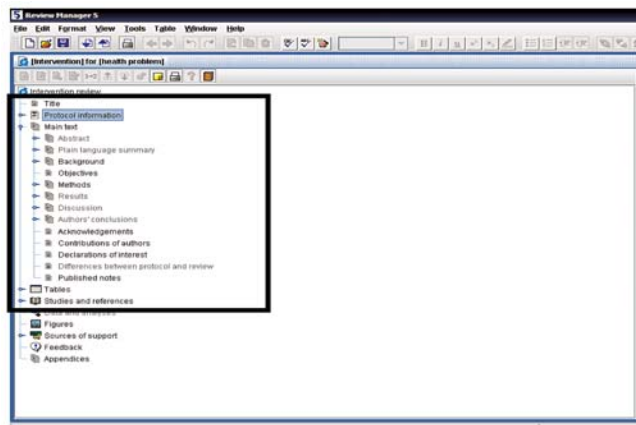 Review Manager 5
File Edit Format View Tools Table Window Help
[Intervention] for [health problem]
Intervention review
Title
Protocol information
Main text
Abstract
Plain language summary
Background
Objectives
Methods
Results
Discussion
Authors' conclusions
Acknowledgements
Contributions of authors
Declarations of interest
Differences between protocol and review
Published notes
Tables
Studies and references
Data and analyses
Figures
Sources of support
Feedback
Appendices